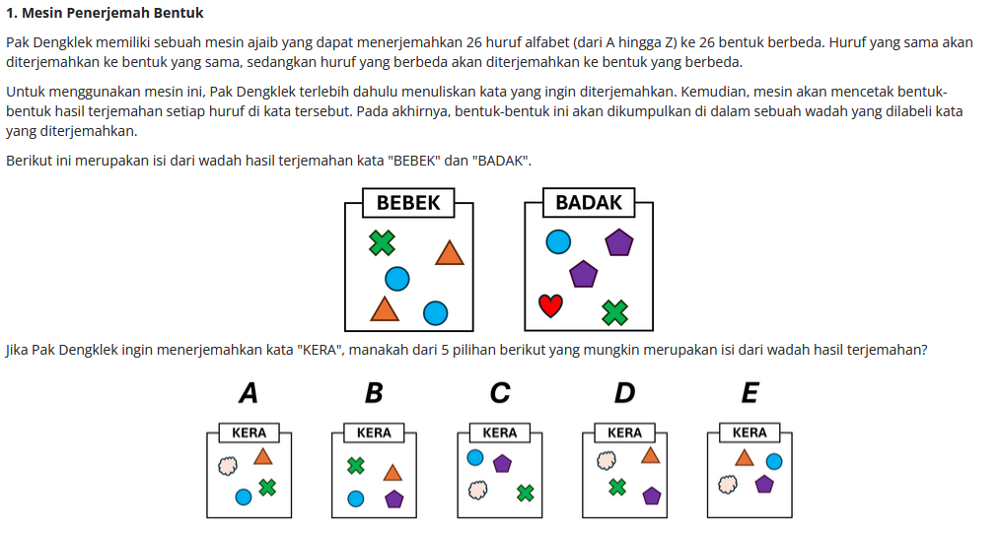 1. Mesin Penerjemah Bentuk
Pak Dengklek memiliki sebuah mesin ajaib yang dapat menerjemahkan 26 huruf alfabet (dari A hingga Z) ke 26 bentuk berbeda. Huruf yang sama akan
diterjemahkan ke bentuk yang sama, sedangkan huruf yang berbeda akan diterjemahkan ke bentuk yang berbeda.
Untuk menggunakan mesin ini, Pak Dengklek terlebih dahulu menuliskan kata yang ingin diterjemahkan. Kemudian, mesin akan mencetak bentuk-
bentuk hasil terjemahan setiap huruf di kata tersebut. Pada akhirnya, bentuk-bentuk ini akan dikumpulkan di dalam sebuah wadah yang dilabeli kata
yang diterjemahkan.
Berikut ini merupakan isi dari wadah hasil terjemahan kata "BEBEK" dan "BADAK".
BEBEK BADAK
Jika Pak Dengklek ingin menerjemahkan kata "KERA", manakah dari 5 pilihan berikut yang mungkin merupakan isi dari wadah hasil terjemahan?
A B C D E
KERA KERA KERA KERA KERA